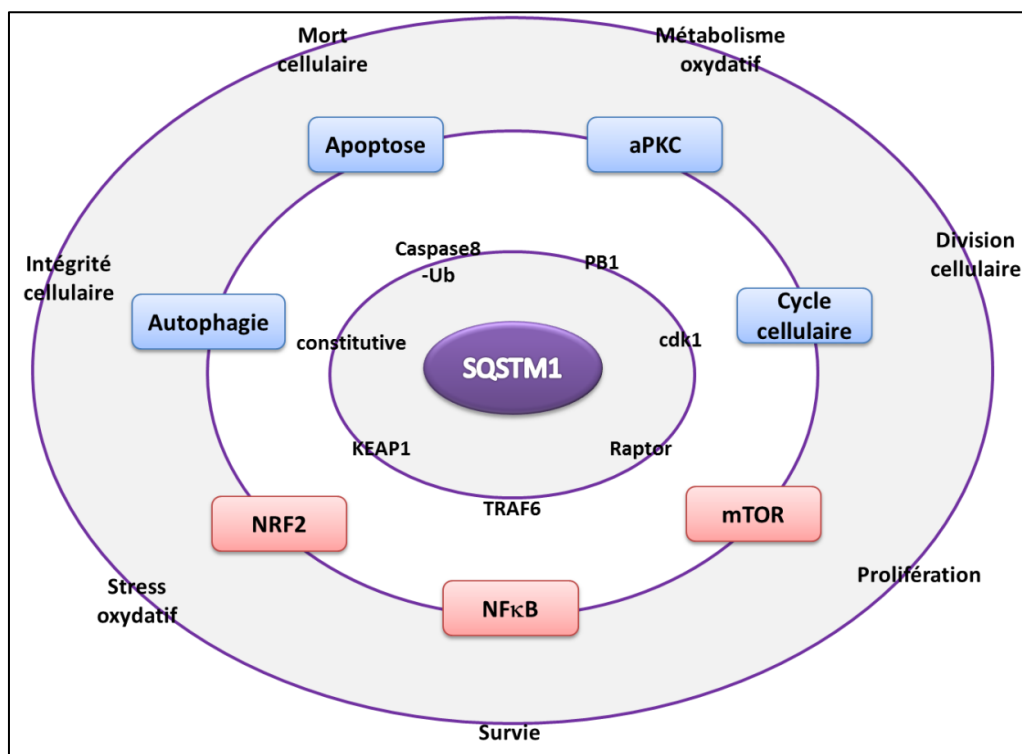 Mort
cellulaire
Métabolisme
oxydatif
Apoptose
aPKC
Intégrité
cellulaire
Division
cellulaire
Caspase8
-Ub
PB1
Autophagie
Cycle
cellulaire
constitutive
cdk1
SQSTM1
KEAP1
Raptor
TRAF6
NRF2
mTOR
Stress
oxydatif
Prolifération
NFκB
Survie